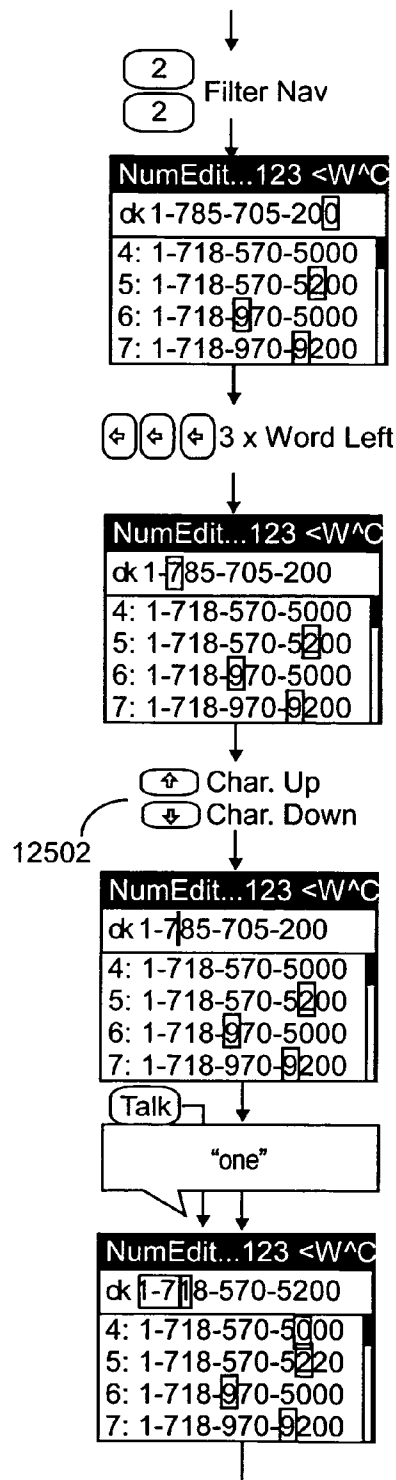 2
2
Filter Nav
NumEdit...123 <W^C
ok 1-785-705-200
4: 1-718-570-5000
5: 1-718-570-5200
6: 1-718-970-5000
7: 1-718-970-9200
3 x Word Left
NumEdit...123 <W^C
ok 1-785-705-200
4: 1-718-570-5000
5: 1-718-570-5200
6: 1-718-970-5000
7: 1-718-970-9200
Char. Up
Char. Down
12502
NumEdit...123 <W^C
ok 1-785-705-200
4: 1-718-570-5000
5: 1-718-570-5200
6: 1-718-970-5000
7: 1-718-970-9200
Talk
“one”
NumEdit...123 <W^C
ok 1-718-570-5200
4: 1-718-570-5000
5: 1-718-570-5220
6: 1-718-970-5000
7: 1-718-970-9200